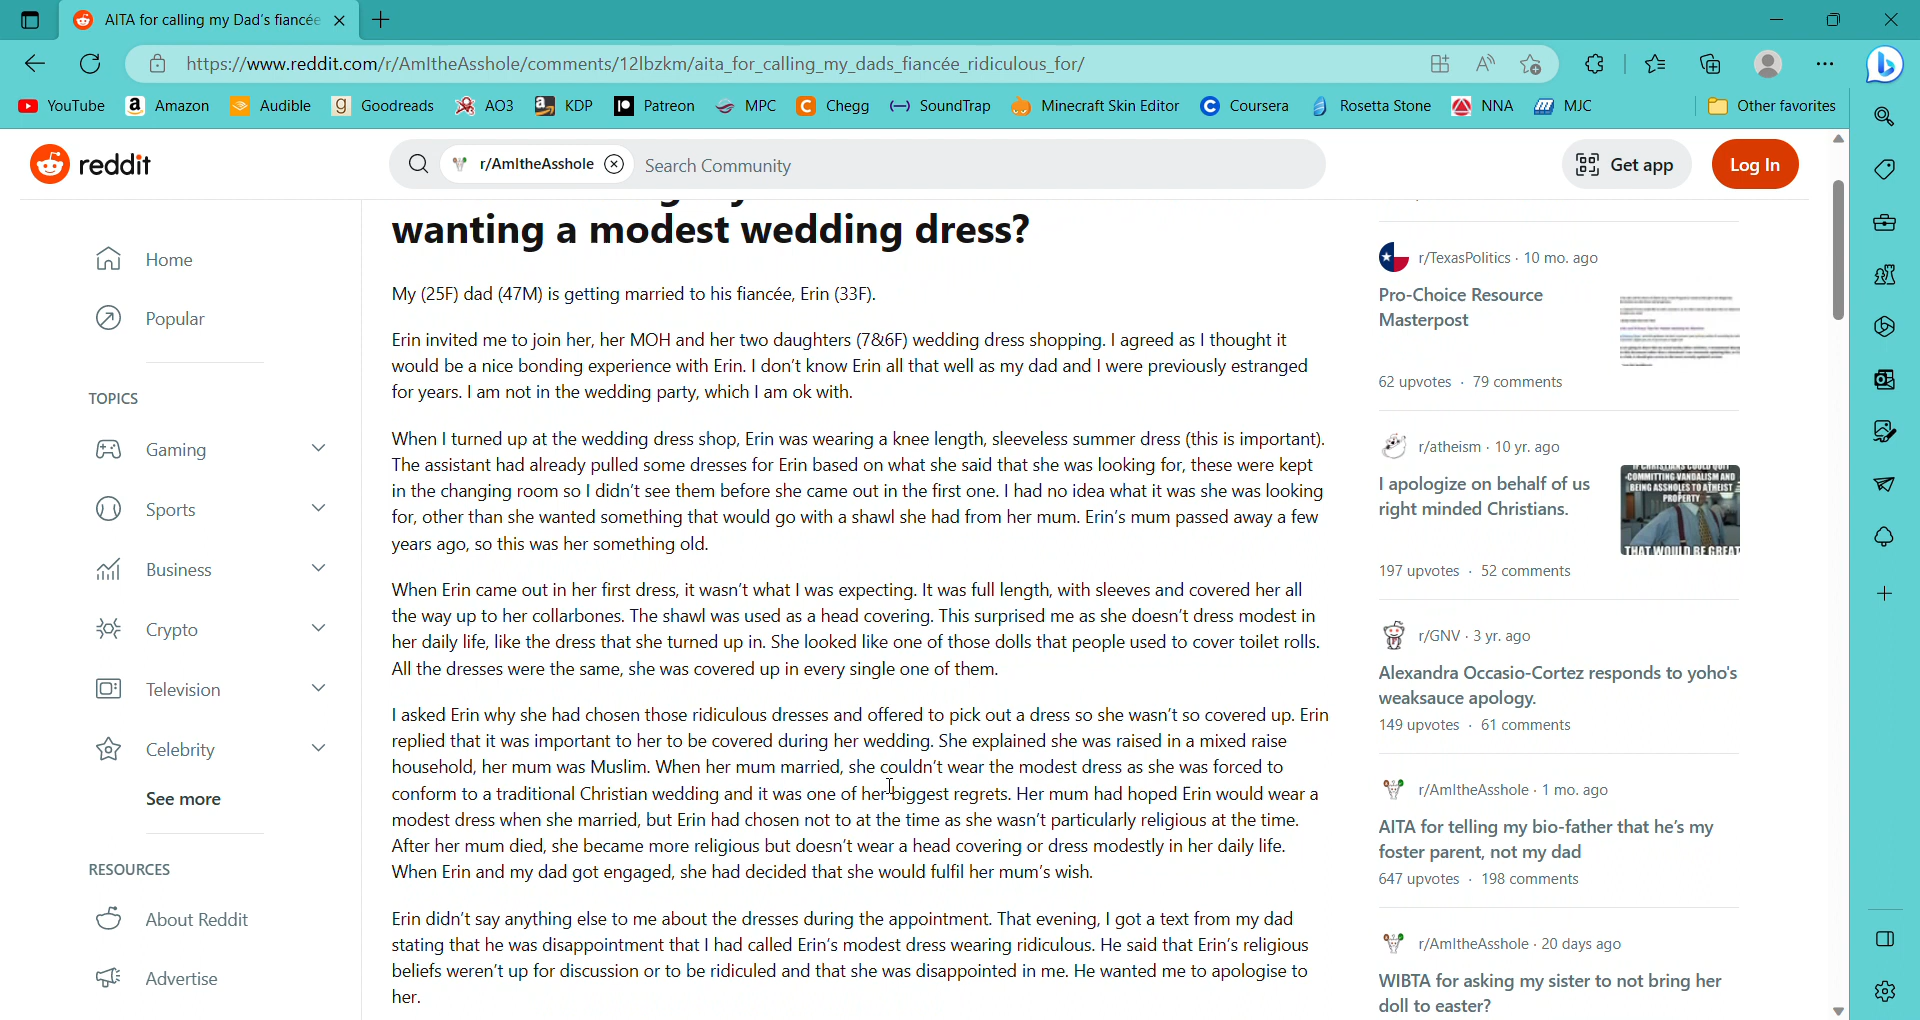 AITA for calling my Dad's fiancée
https://www.reddit.com/r/AmItheAsshole/comments/12lbzkm/aita_for_calling_my_dads_fiancée_ridiculous_for/
YouTube Amazon Audible Goodreads AO3 KDP Patreon MPC Chegg SoundTrap Minecraft Skin Editor Coursera Rosetta Stone NNA MJC Other favorites
reddit r/AmItheAsshole Search Community Get app Log In
Home
Popular
TOPICS
Gaming
Sports
Business
Crypto
Television
Celebrity
See more
RESOURCES
About Reddit
Advertise
wanting a modest wedding dress?
My (25F) dad (47M) is getting married to his fiancée, Erin (33F).
Erin invited me to join her, her MOH and her two daughters (7&6F) wedding dress shopping. I agreed as I thought it
would be a nice bonding experience with Erin. I don't know Erin all that well as my dad and I were previously estranged
for years. I am not in the wedding party, which I am ok with.
When I turned up at the wedding dress shop, Erin was wearing a knee length, sleeveless summer dress (this is important).
The assistant had already pulled some dresses for Erin based on what she said that she was looking for, these were kept
in the changing room so I didn't see them before she came out in the first one. I had no idea what it was she was looking
for, other than she wanted something that would go with a shawl she had from her mum. Erin's mum passed away a few
years ago, so this was her something old.
When Erin came out in her first dress, it wasn't what I was expecting. It was full length, with sleeves and covered her all
the way up to her collarbones. The shawl was used as a head covering. This surprised me as she doesn't dress modest in
her daily life, like the dress that she turned up in. She looked like one of those dolls that people used to cover toilet rolls.
All the dresses were the same, she was covered up in every single one of them.
I asked Erin why she had chosen those ridiculous dresses and offered to pick out a dress so she wasn't so covered up. Erin
replied that it was important to her to be covered during her wedding. She explained she was raised in a mixed raise
household, her mum was Muslim. When her mum married, she couldn't wear the modest dress as she was forced to
conform to a traditional Christian wedding and it was one of her biggest regrets. Her mum had hoped Erin would wear a
modest dress when she married, but Erin had chosen not to at the time as she wasn't particularly religious at the time.
After her mum died, she became more religious but doesn't wear a head covering or dress modestly in her daily life.
When Erin and my dad got engaged, she had decided that she would fulfil her mum's wish.
Erin didn't say anything else to me about the dresses during the appointment. That evening, I got a text from my dad
stating that he was disappointment that I had called Erin's modest dress wearing ridiculous. He said that Erin's religious
beliefs weren't up for discussion or to be ridiculed and that she was disappointed in me. He wanted me to apologise to
her.
r/TexasPolitics · 10 mo. ago
Pro-Choice Resource
Masterpost
62 upvotes · 79 comments
r/atheism · 10 yr. ago
I apologize on behalf of us
right minded Christians.
IF CHRISTIANS COULD QUIT
COMMITTING VANDALISM AND
BEING ASSHOLES TO ATHEIST
PROPERTY
THAT WOULD BE GREAT
197 upvotes · 52 comments
r/GNV · 3 yr. ago
Alexandra Occasio-Cortez responds to yoho's
weaksauce apology.
149 upvotes · 61 comments
r/AmItheAsshole · 1 mo. ago
AITA for telling my bio-father that he's my
foster parent, not my dad
647 upvotes · 198 comments
r/AmItheAsshole · 20 days ago
WIBTA for asking my sister to not bring her
doll to easter?